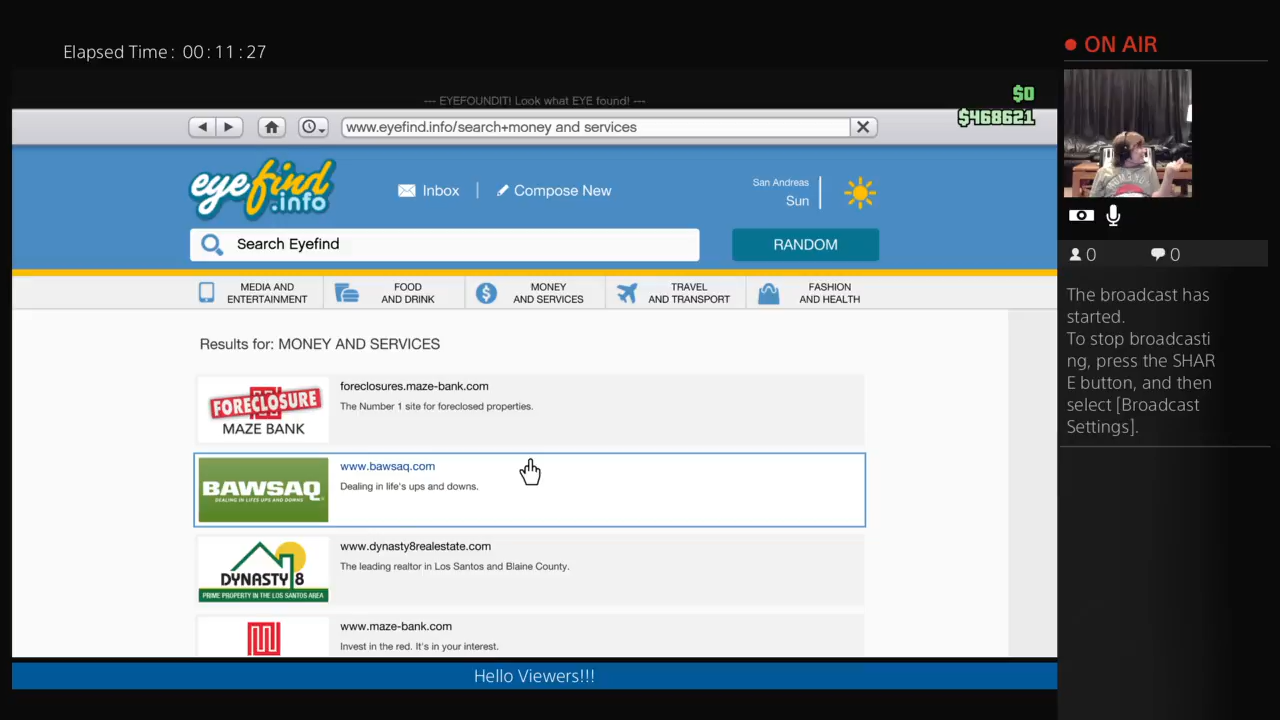 Elapsed Time: 00:11:27
ON AIR
--- EYEFOUNDIT! Look what EYE found! ---
$0
$468621
www.eyefind.info/search+money and services
eyefind
.info
Inbox
Compose New
San Andreas
Sun
Search Eyefind
RANDOM
MEDIA AND
ENTERTAINMENT
FOOD
AND DRINK
MONEY
AND SERVICES
TRAVEL
AND TRANSPORT
FASHION
AND HEALTH
Results for: MONEY AND SERVICES
FORECLOSURE
MAZE BANK
foreclosures.maze-bank.com
The Number 1 site for foreclosed properties.
BAWSAQ
DEALING IN LIFE'S UPS AND DOWNS
www.bawsaq.com
Dealing in life's ups and downs.
DYNASTY 8
PRIME PROPERTY IN THE LOS SANTOS AREA
www.dynasty8realestate.com
The leading realtor in Los Santos and Blaine County.
www.maze-bank.com
Invest in the red. It's in your interest.
Hello Viewers!!!
0
0
The broadcast has
started.
To stop broadcasti
ng, press the SHAR
E button, and then
select [Broadcast
Settings].